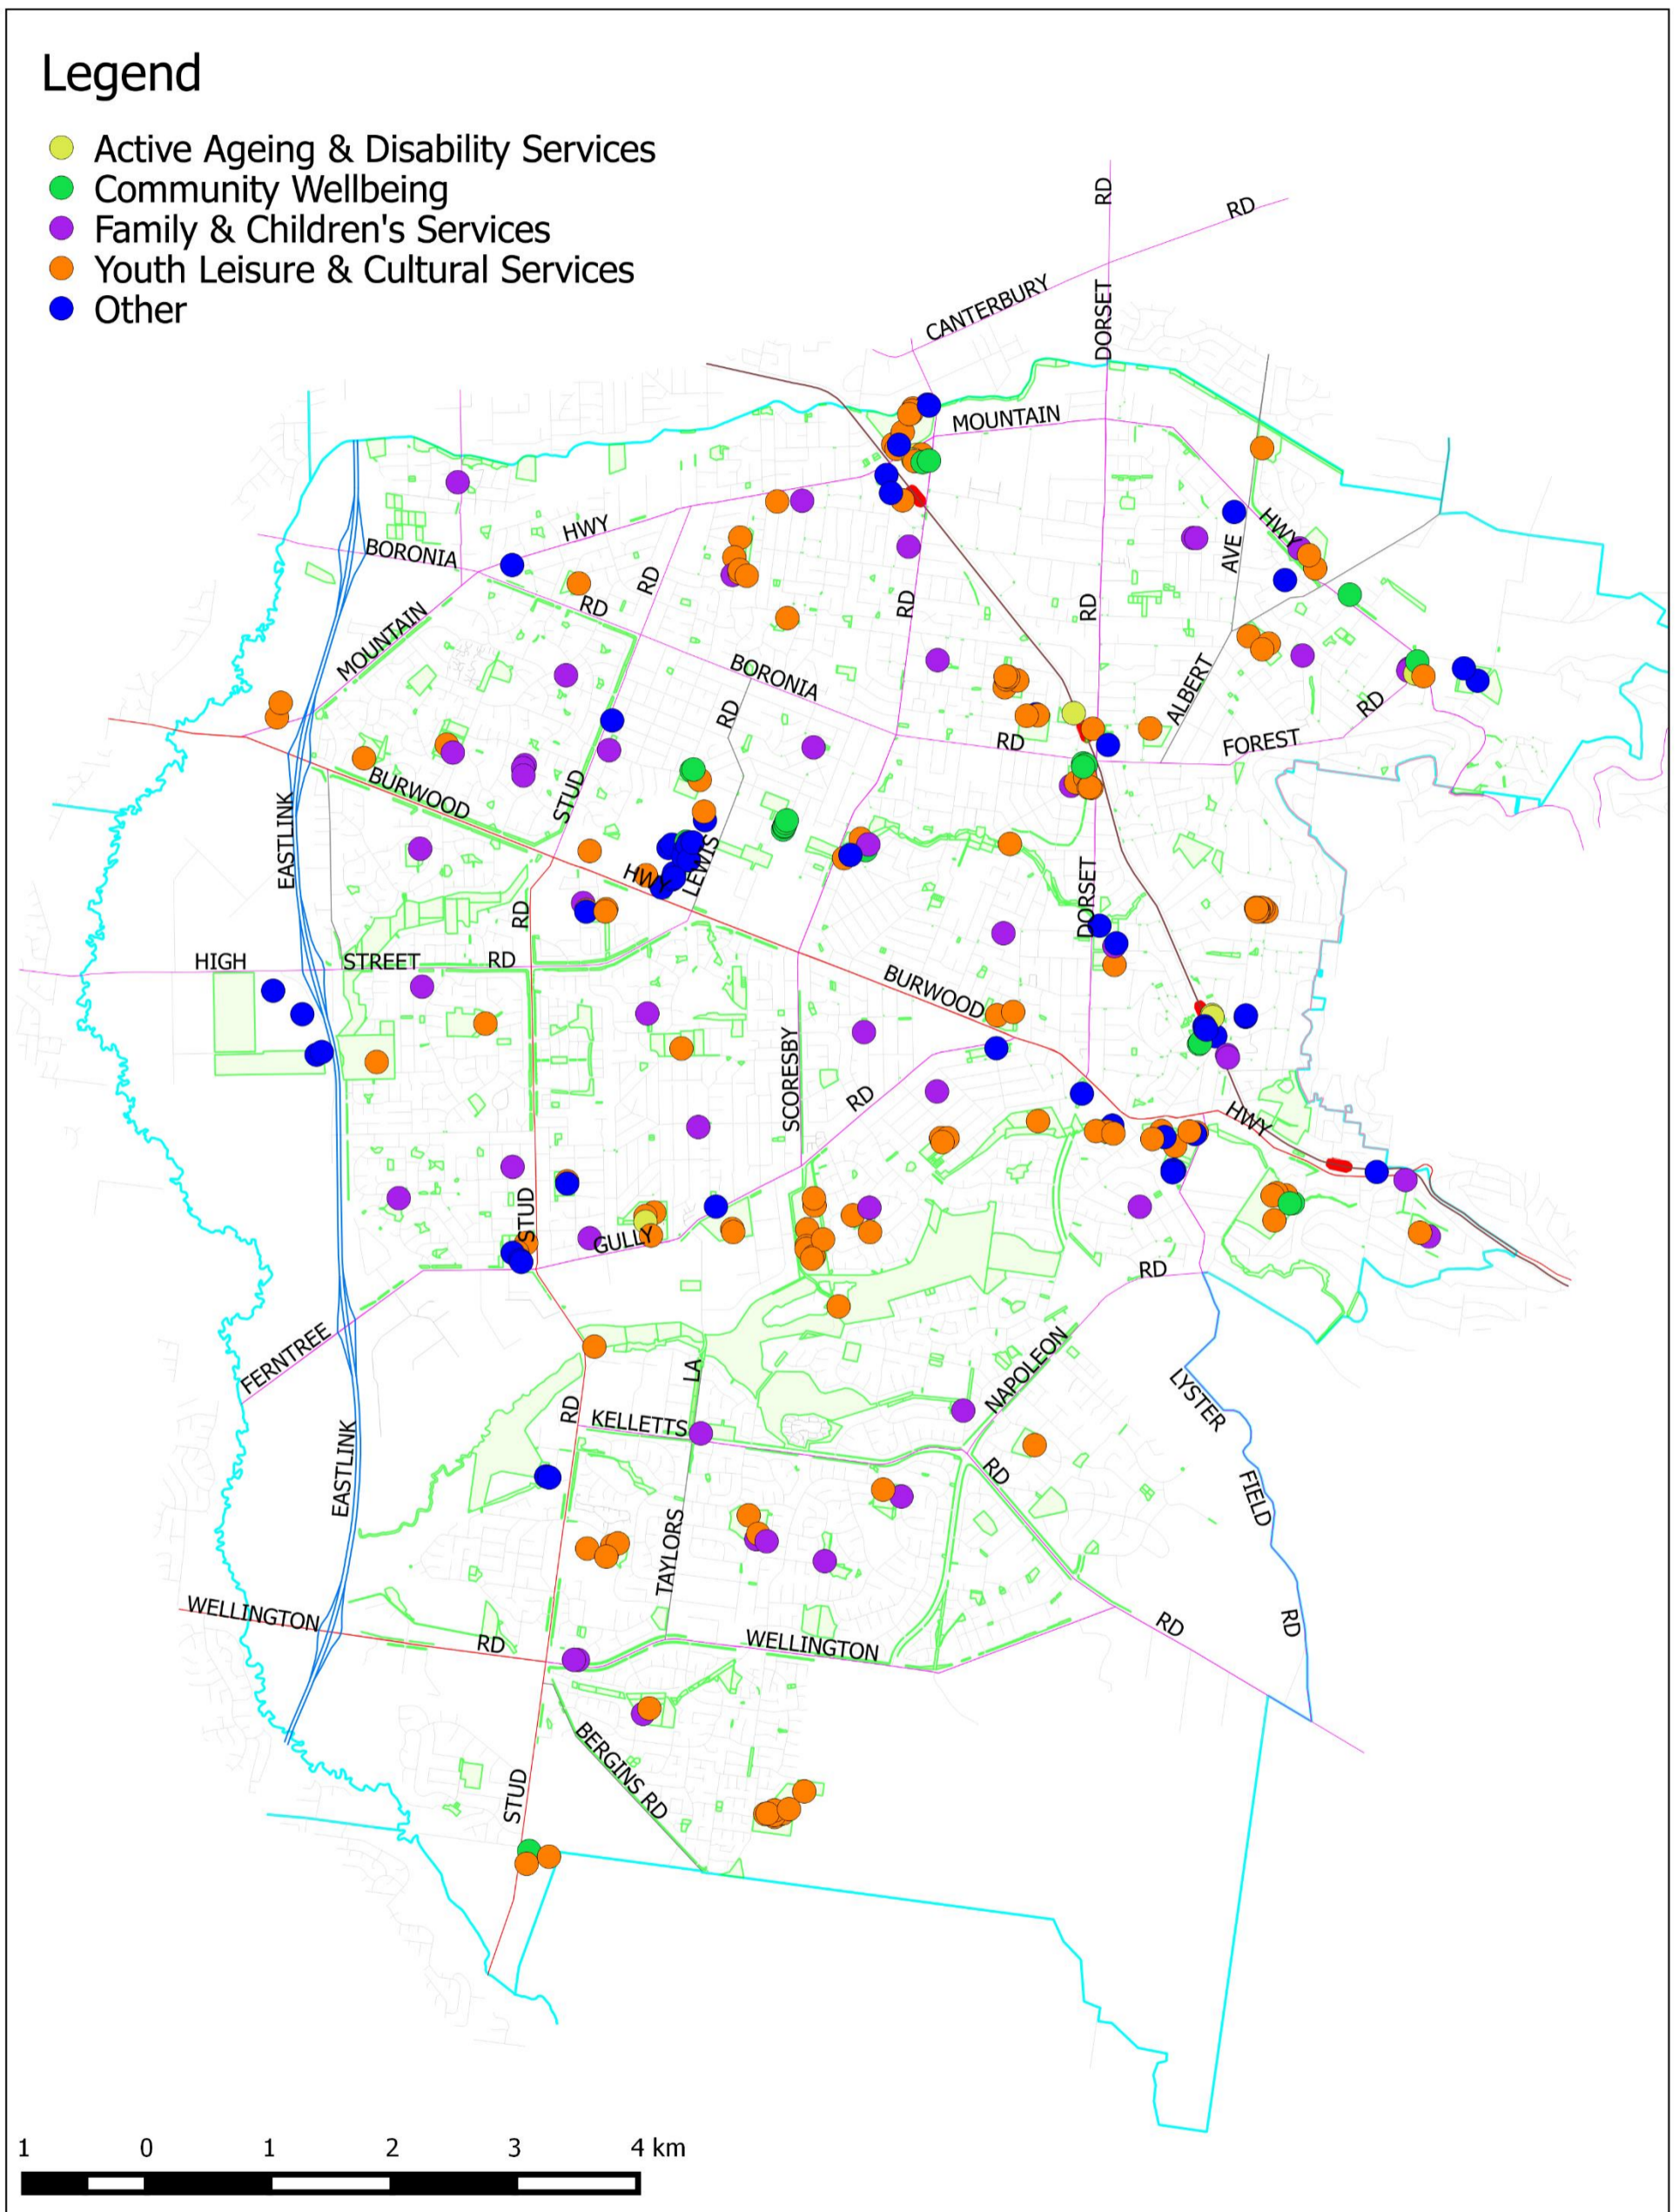 Legend
Active Ageing & Disability Services
Community Wellbeing
Family & Children's Services
Youth Leisure & Cultural Services
Other
RD
RD
CANTERBURY
DORSET
MOUNTAIN
HWY
HWY
BORONIA
AVE
RD
RD
RD
RD
MOUNTAIN
BORONIA
ALBERT
RD
RD
RD
FOREST
BURWOOD
STUD
EASTLINK
LEWIS
HWY
DORSET
RD
HIGH
STREET
RD
BURWOOD
SCORESBY
RD
HWY
STUD
GULLY
RD
FERNTREE
NAPOLEON
LA
LYSTER
RD
KELLETTS
EASTLINK
RD
FIELD
TAYLORS
WELLINGTON
RD
RD
RD
WELLINGTON
BERGINS RD
STUD
1 0 1 2 3 4 km